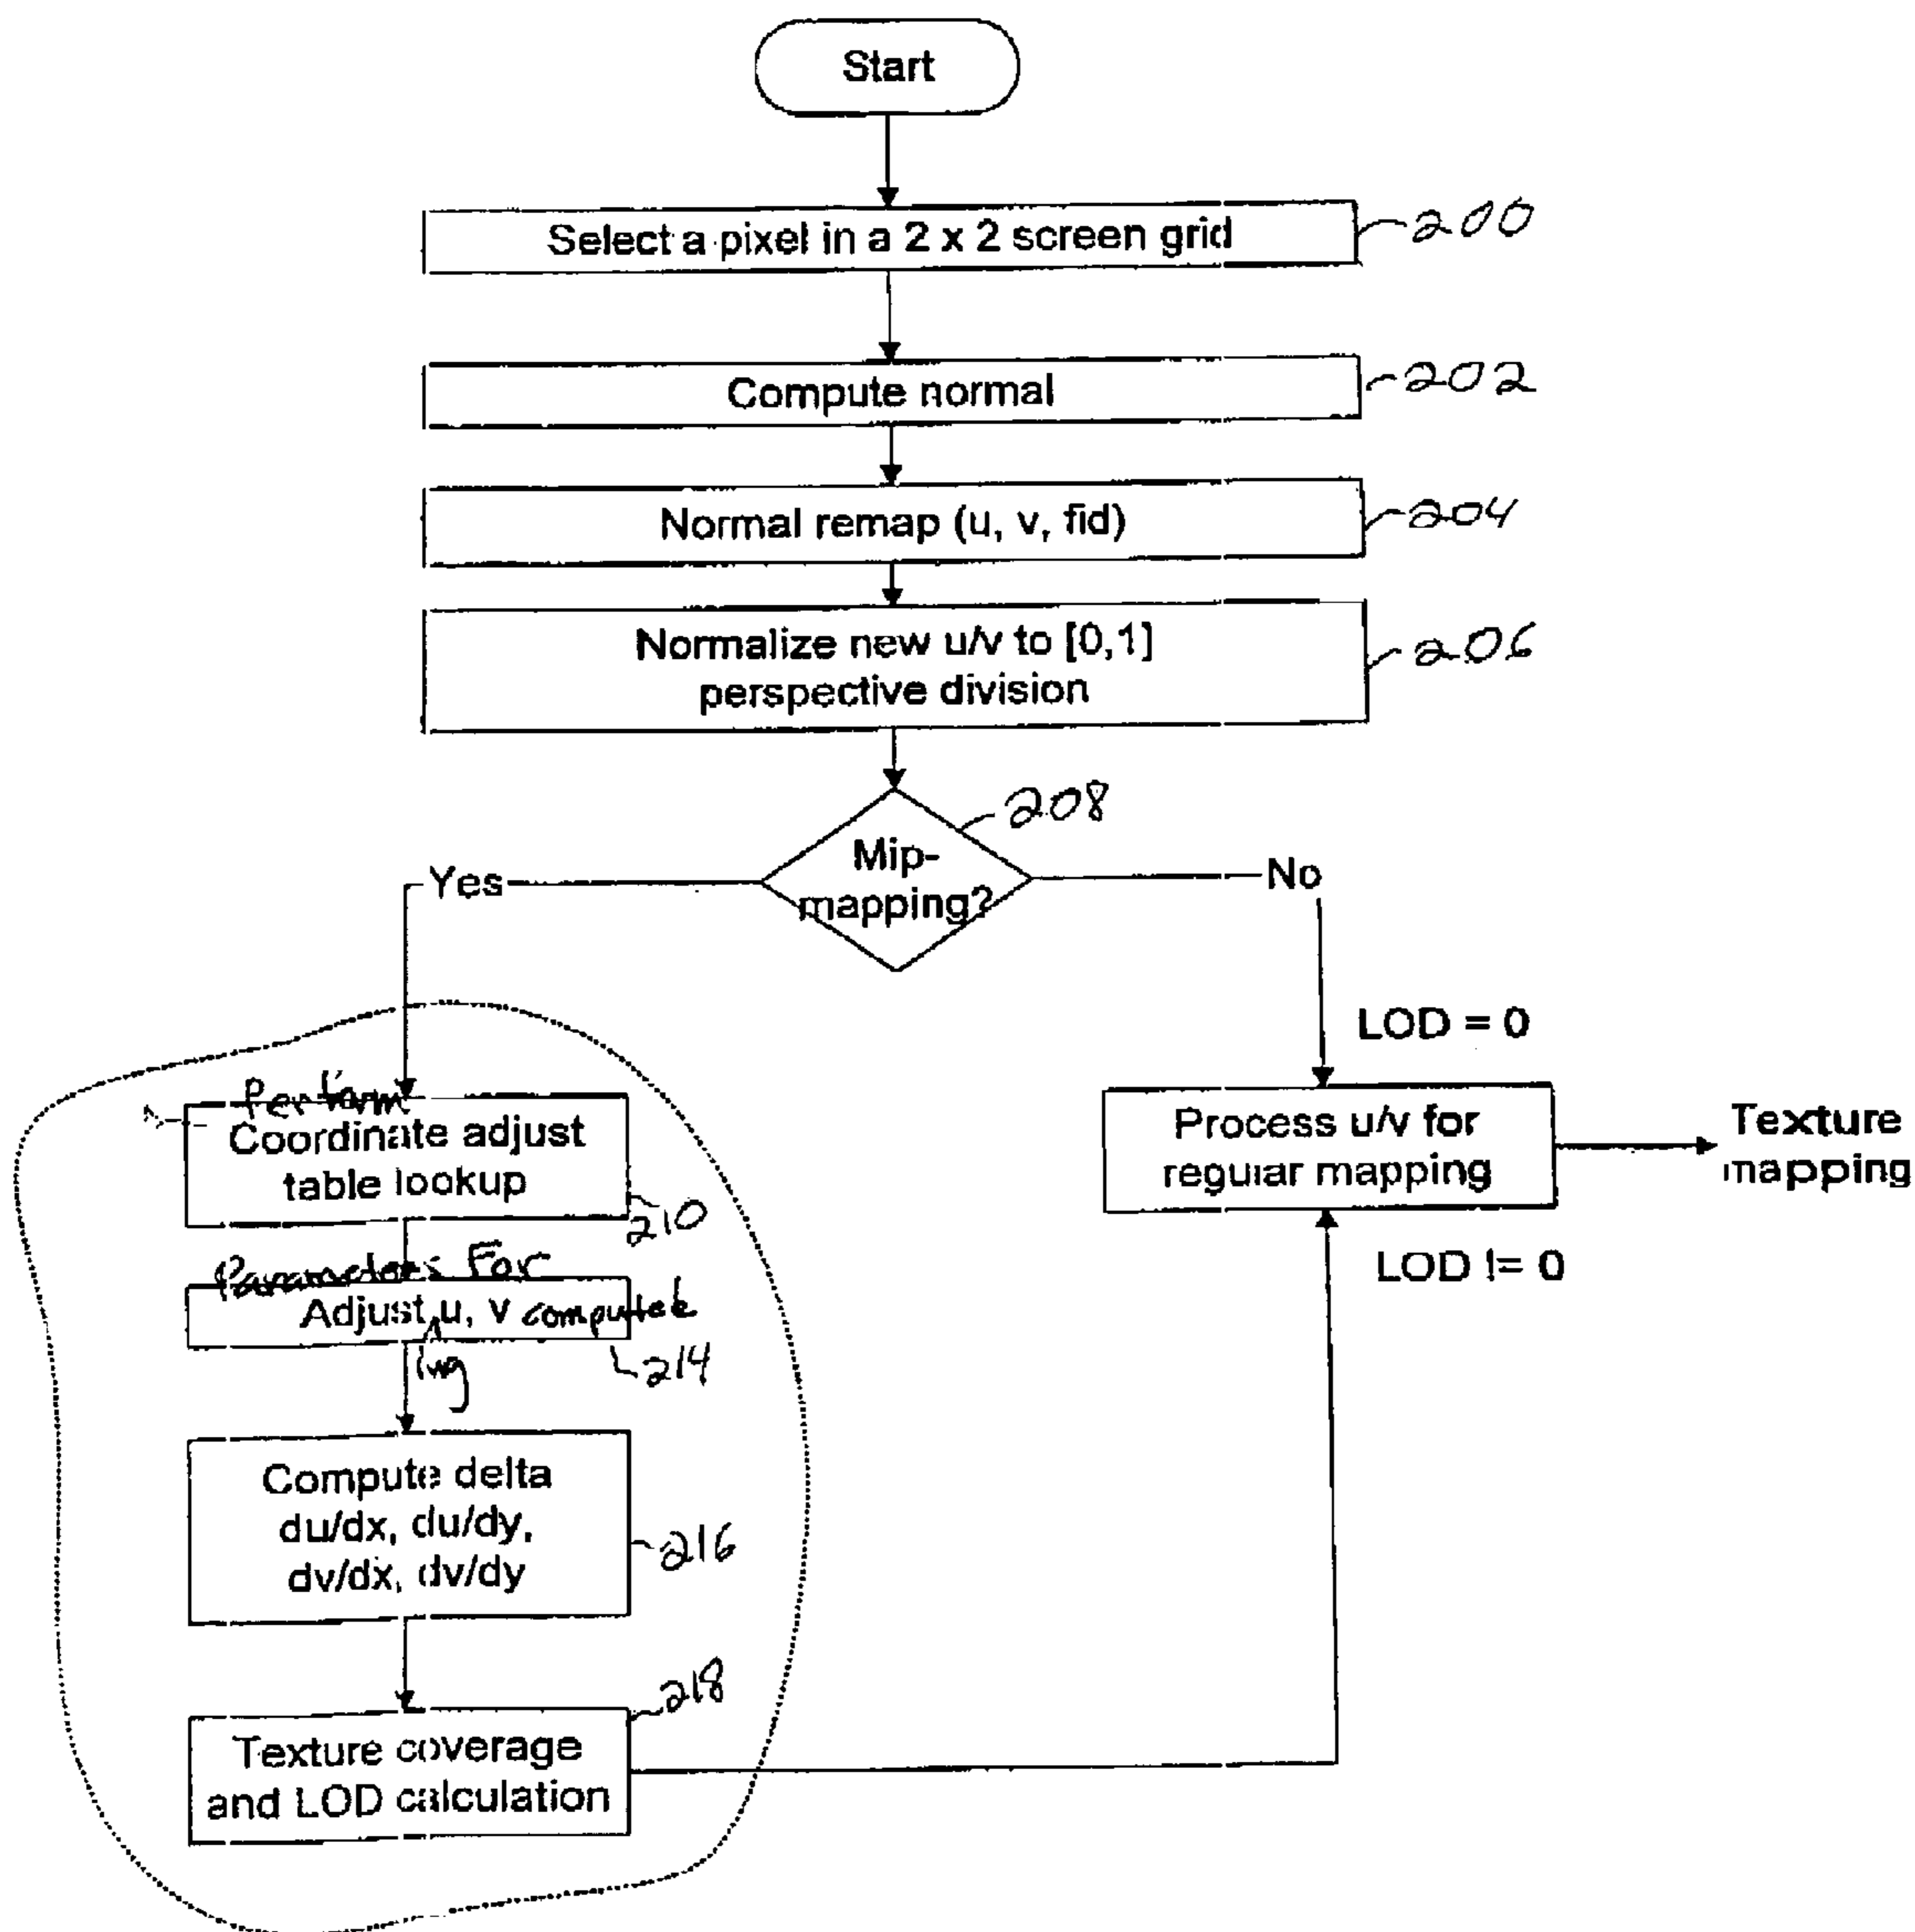 Start
Select a pixel in a 2 x 2 screen grid
200
Compute normal
202
Normal remap (u, v, fid)
204
Normalize new u/v to [0,1]
perspective division
206
208
Mip-
mapping?
Yes
No
LOD = 0
Perform
Coordinate adjust
table lookup
210
Process u/v for
regular mapping
Texture
mapping
LOD != 0
Parameters For
Adjust u, v
ing
214
Compute delta
du/dx, du/dy,
dv/dx, dv/dy
216
218
Texture coverage
and LOD calculation